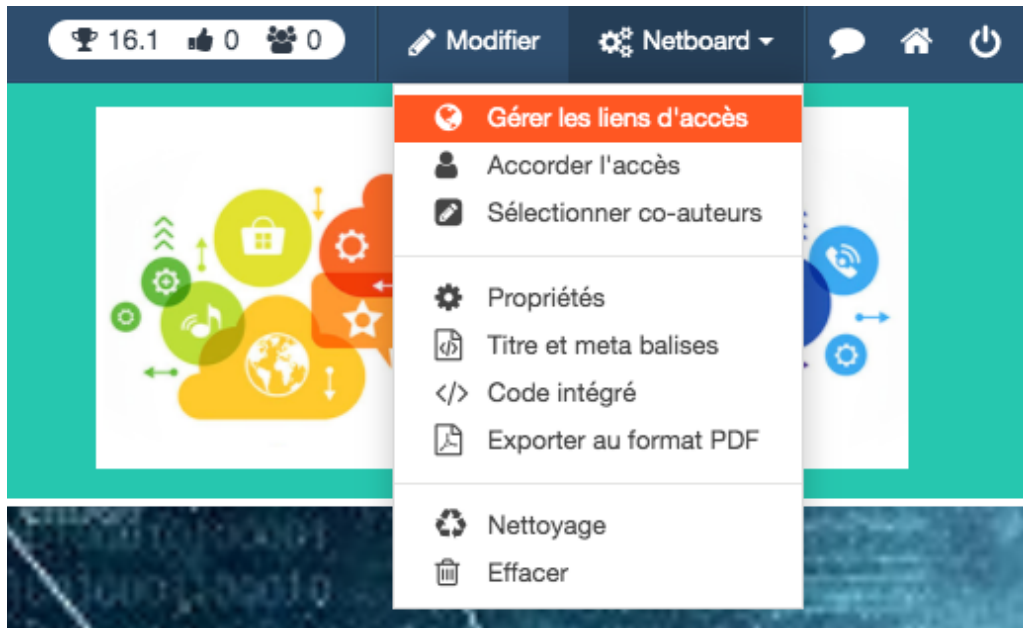 16.1 0 0 Modifier Netboard
Gérer les liens d'accès
Accorder l'accès
Sélectionner co-auteurs
Propriétés
Titre et meta balises
Code intégré
Exporter au format PDF
Nettoyage
Effacer